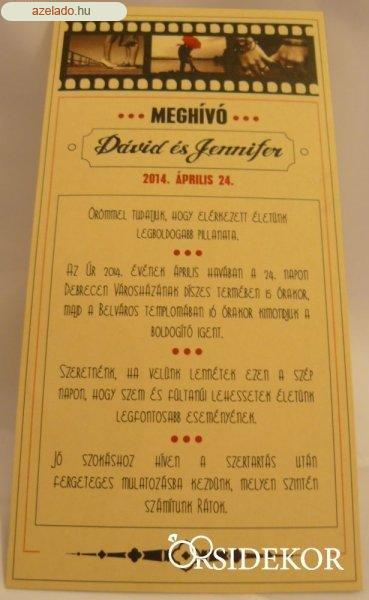 azelado.hu
MEGHÍVÓ
Dávid és Jennifer
2014. ÁPRILIS 24.
ÖRÖMMEL TUDATJUK, HOGY ELÉRKEZETT ÉLETÜNK
LEGBOLDOGABB PILLANATA.
AZ ÚR 2014. ÉVÉNEK ÁPRILIS HAVÁBAN A 24. NAPON
DEBRECEN VÁROSHÁZÁNAK DÍSZES TERMÉBEN 15 ÓRAKOR,
MAJD A BELVÁROS TEMPLOMÁBAN 16 ÓRAKOR KIMONDJUK A
BOLDOGÍTÓ IGENT.
SZERETNÉNK, HA VELÜNK LENNÉTEK EZEN A SZÉP
NAPON, HOGY SZEM ÉS FÜLTANÚI LEHESSETEK ÉLETÜNK
LEGFONTOSABB ESEMÉNYÉNEK.
JÓ SZOKÁSHOZ HÍVEN A SZERTARTÁS UTÁN
FERGETEGES MULATOZÁSBA KEZDÜNK, MELYEN SZINTÉN
SZÁMÍTUNK RÁTOK.
ORSIDEKOR